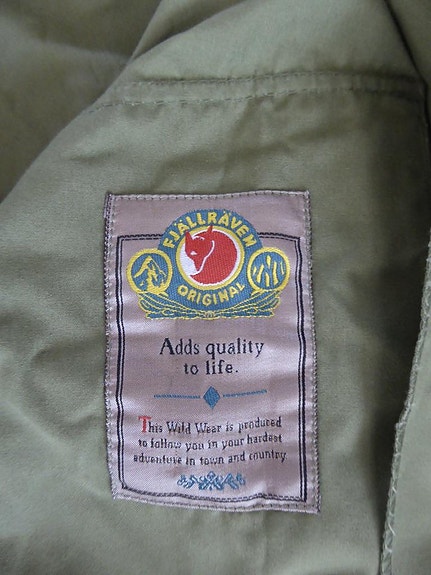 FJÄLLRÄVEN
ORIGINAL
Adds quality
to life.
This Wild Wear is produced
to follow you in your hardest
adventure in town and country